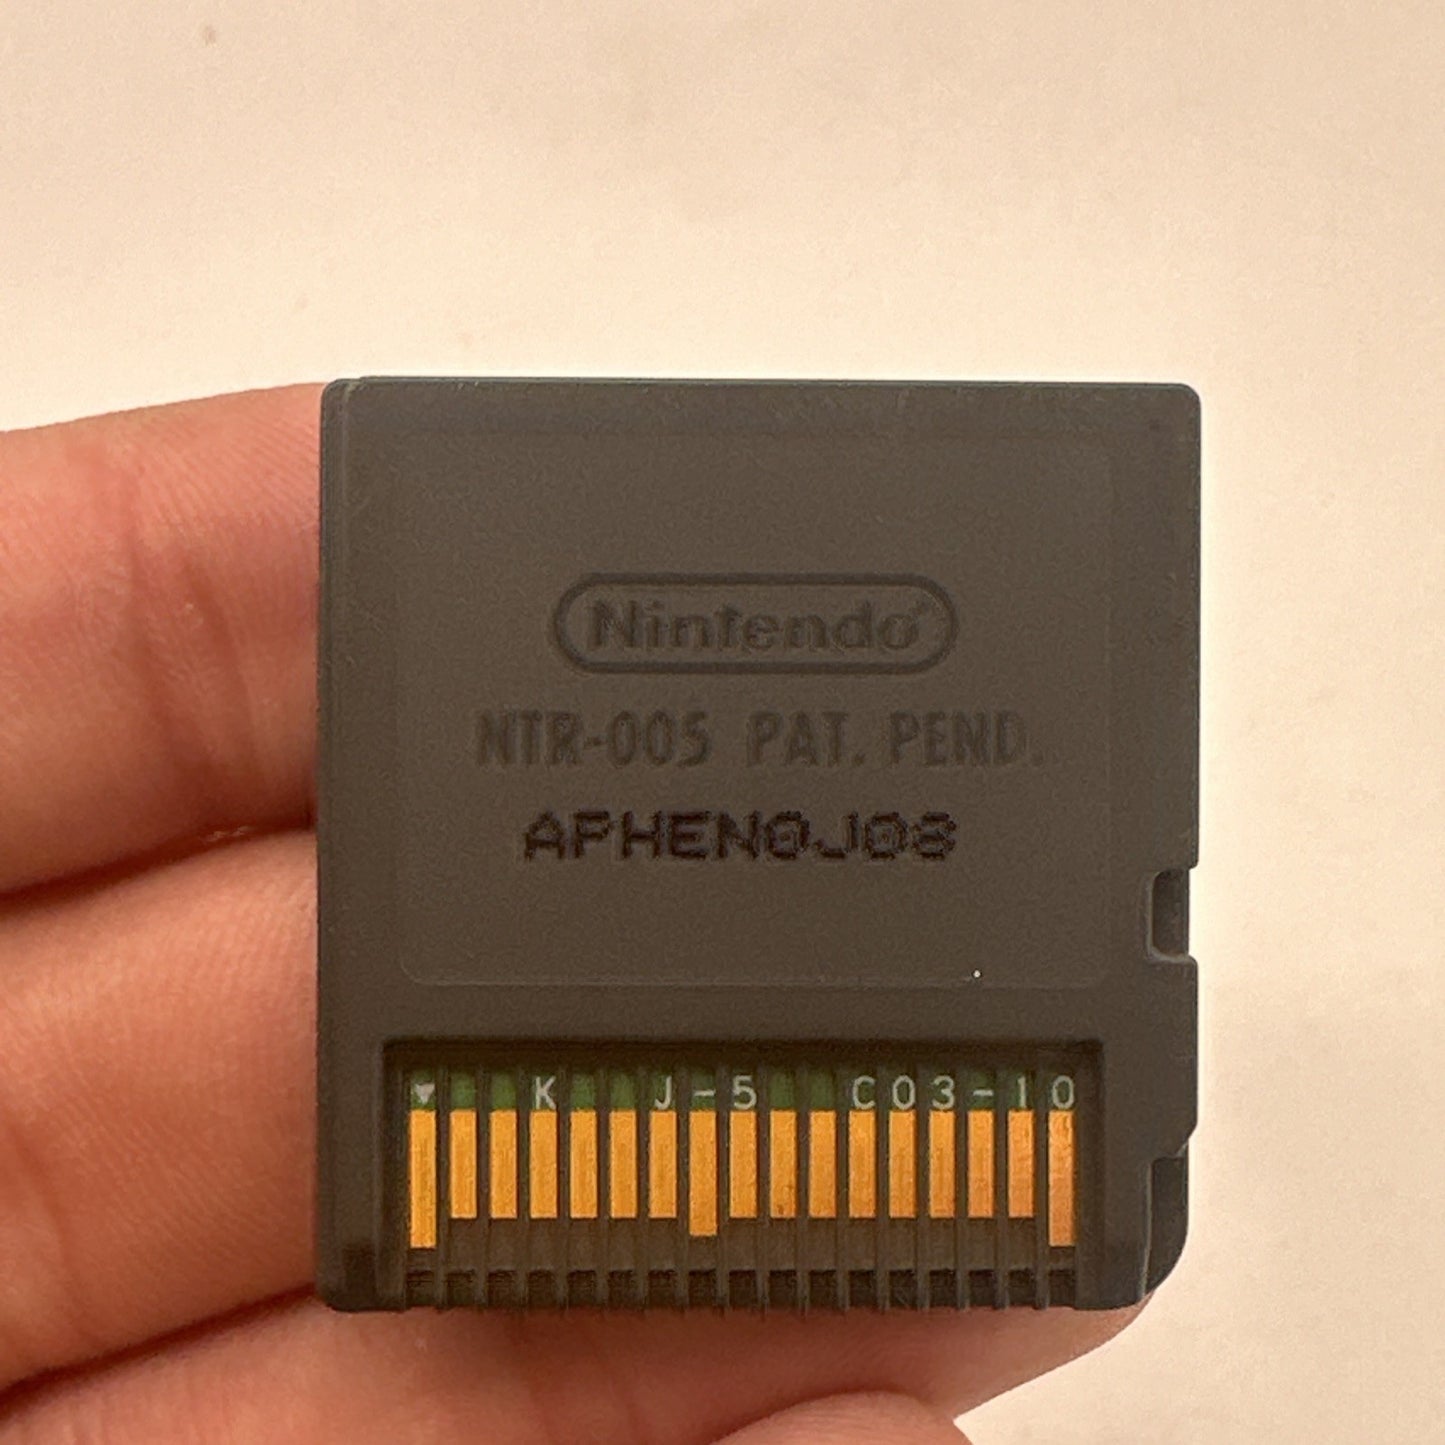 Nintendo
NTR-005 PAT. PEND.
APHEN0J08
▼ K J-5 C03-10